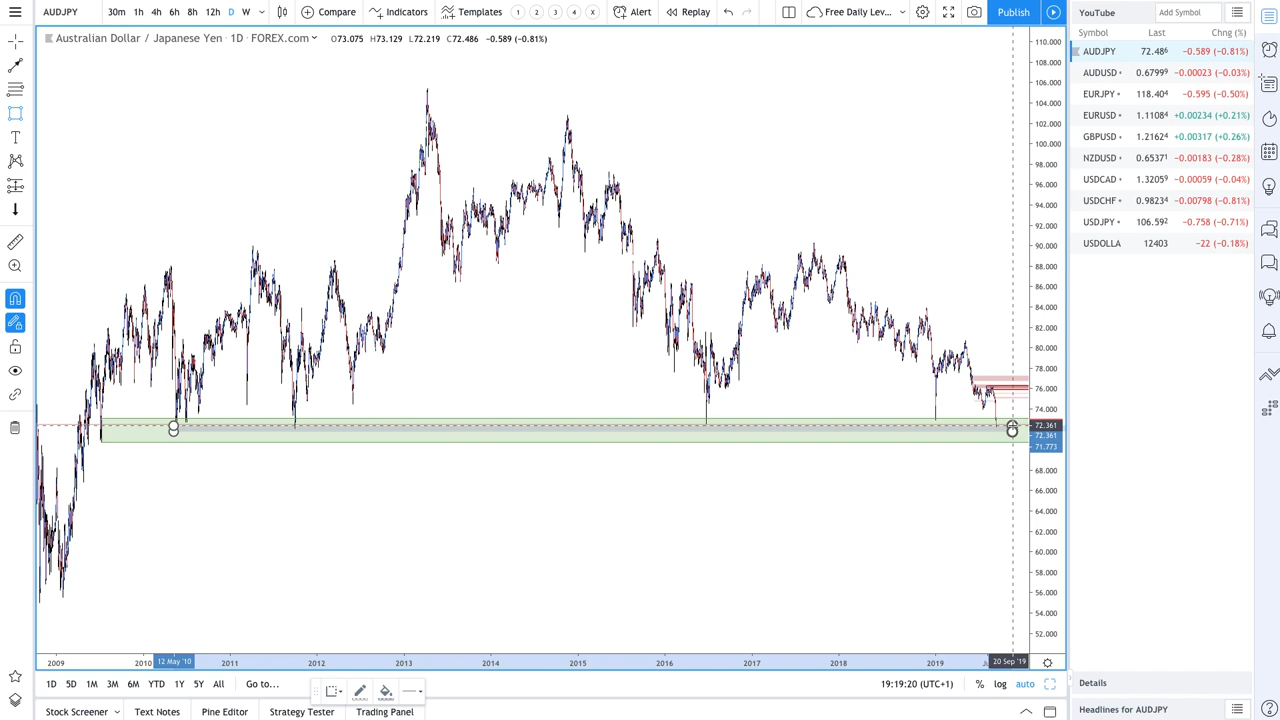 AUDJPY 30m 1h 4h 6h 8h 12h D W Compare Indicators Templates 1 2 3 4 X Alert Replay Free Daily Lev... Publish
Australian Dollar / Japanese Yen · 1D · FOREX.com O73.075 H73.129 L72.219 C72.486 −0.589 (−0.81%)
YouTube Add Symbol
Symbol Last Chng (%)
AUDJPY 72.486 −0.589 (−0.81%)
AUDUSD 0.67999 −0.00023 (−0.03%)
EURJPY 118.404 −0.595 (−0.50%)
EURUSD 1.11084 +0.00234 (+0.21%)
GBPUSD 1.21624 +0.00317 (+0.26%)
NZDUSD 0.65371 −0.00183 (−0.28%)
USDCAD 1.32059 −0.00059 (−0.04%)
USDCHF 0.98234 −0.00798 (−0.81%)
USDJPY 106.592 −0.758 (−0.71%)
USDOLLA 12403 −22 (−0.18%)
110.000
108.000
106.000
104.000
102.000
100.000
98.000
96.000
94.000
92.000
90.000
88.000
86.000
84.000
82.000
80.000
78.000
76.000
74.000
72.361
72.361
71.773
68.000
66.000
64.000
62.000
60.000
58.000
56.000
54.000
52.000
2009 2010 12 May '10 2011 2012 2013 2014 2015 2016 2017 2018 2019 20 Sep '19
1D 5D 1M 3M 6M YTD 1Y 5Y All Go to... 19:19:20 (UTC+1) % log auto
Details
Stock Screener Text Notes Pine Editor Strategy Tester Trading Panel
Headlines for AUDJPY